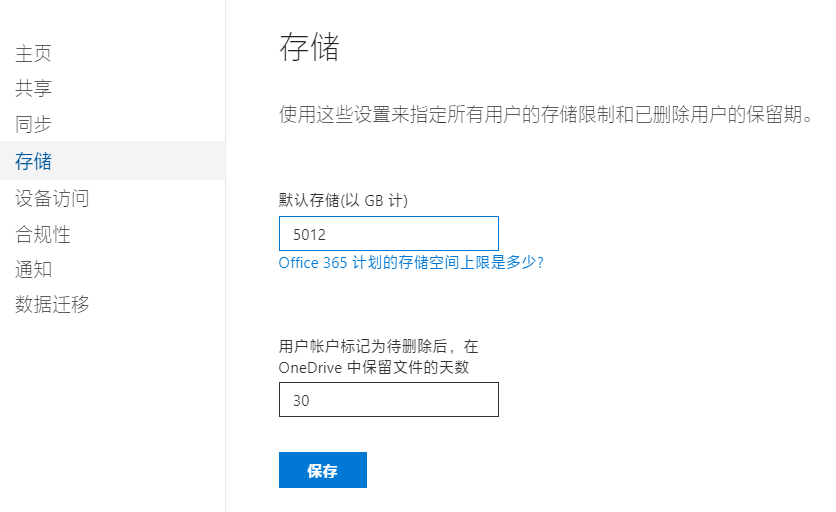 主页
共享
同步
存储
设备访问
合规性
通知
数据迁移
存储
使用这些设置来指定所有用户的存储限制和已删除用户的保留期。
默认存储(以 GB 计)
5012
Office 365 计划的存储空间上限是多少?
用户帐户标记为待删除后，在
OneDrive 中保留文件的天数
30
保存